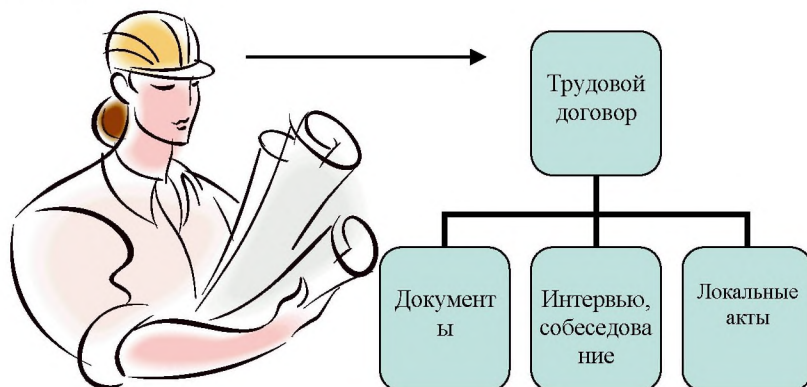 Трудовой
договор
Документ
ы
Интервью,
собеседова
ние
Локальные
акты